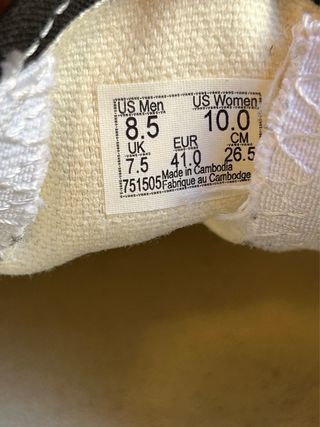 US Men US Women
8.5 10.0
UK EUR CM
7.5 41.0 26.5
Made in Cambodia
751505 Fabrique au Cambodge